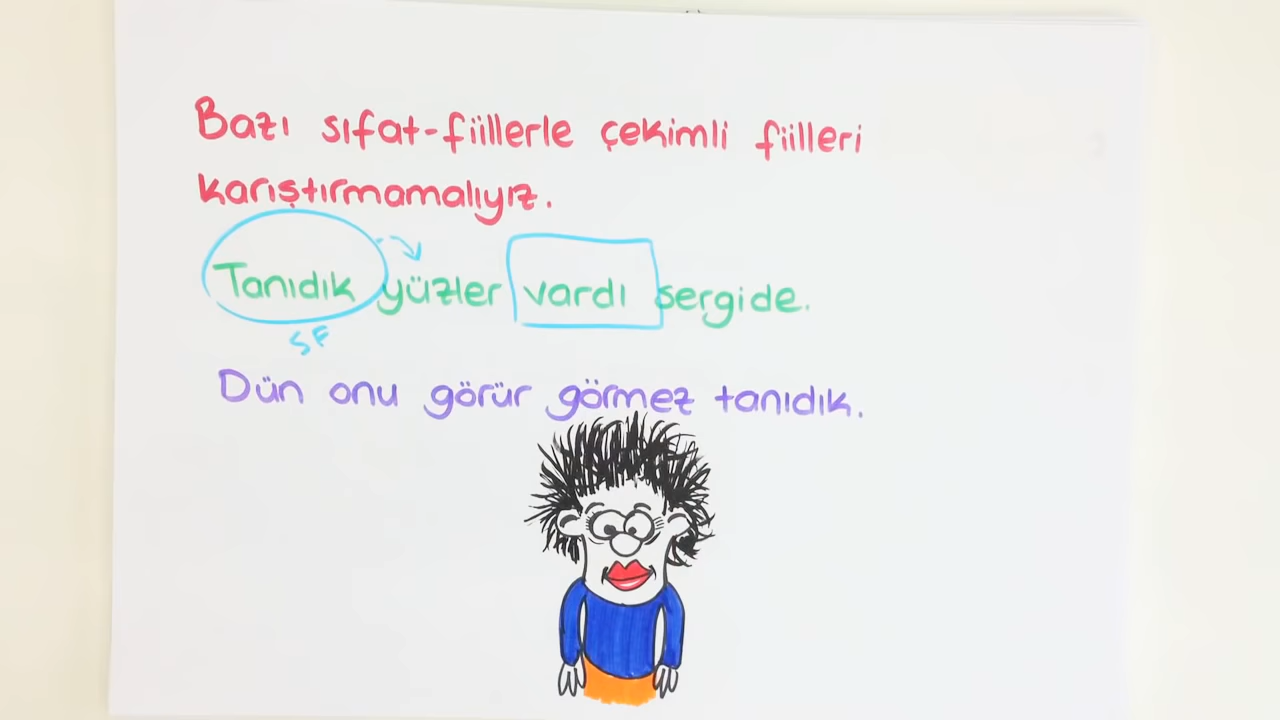 Bazı sıfat-fiillerle çekimli fiilleri
karıştırmamalıyız.
Tanıdık yüzler vardı sergide.
SF
Dün onu görür görmez tanıdık.